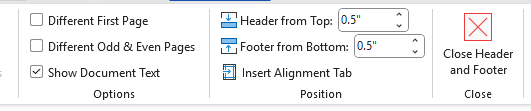 Different First Page
Different Odd & Even Pages
Show Document Text
Options
Header from Top: 0.5"
Footer from Bottom: 0.5"
Insert Alignment Tab
Position
Close Header
and Footer
Close